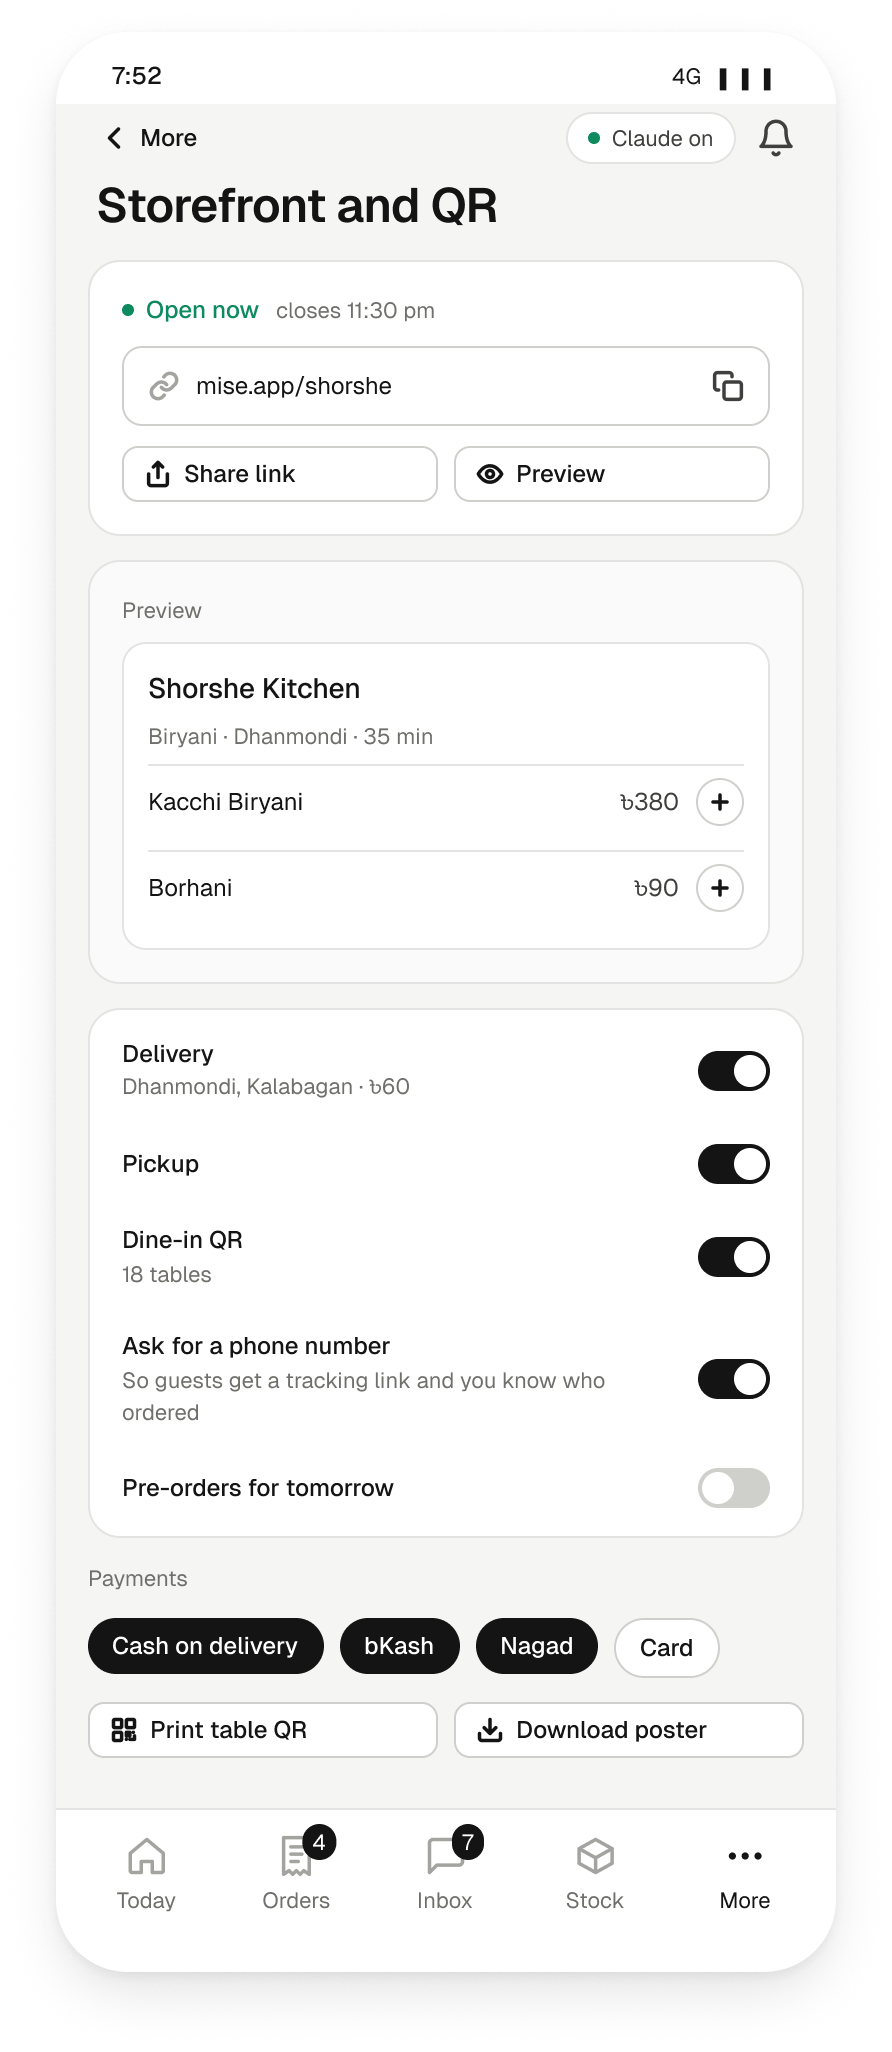 7:52 4G
More Claude on
Storefront and QR
Open now closes 11:30 pm
mise.app/shorshe
Share link Preview
Preview
Shorshe Kitchen
Biryani · Dhanmondi · 35 min
Kacchi Biryani ৳380
Borhani ৳90
Delivery
Dhanmondi, Kalabagan · ৳60
Pickup
Dine-in QR
18 tables
Ask for a phone number
So guests get a tracking link and you know who
ordered
Pre-orders for tomorrow
Payments
Cash on delivery bKash Nagad Card
Print table QR Download poster
4 7
Today Orders Inbox Stock More